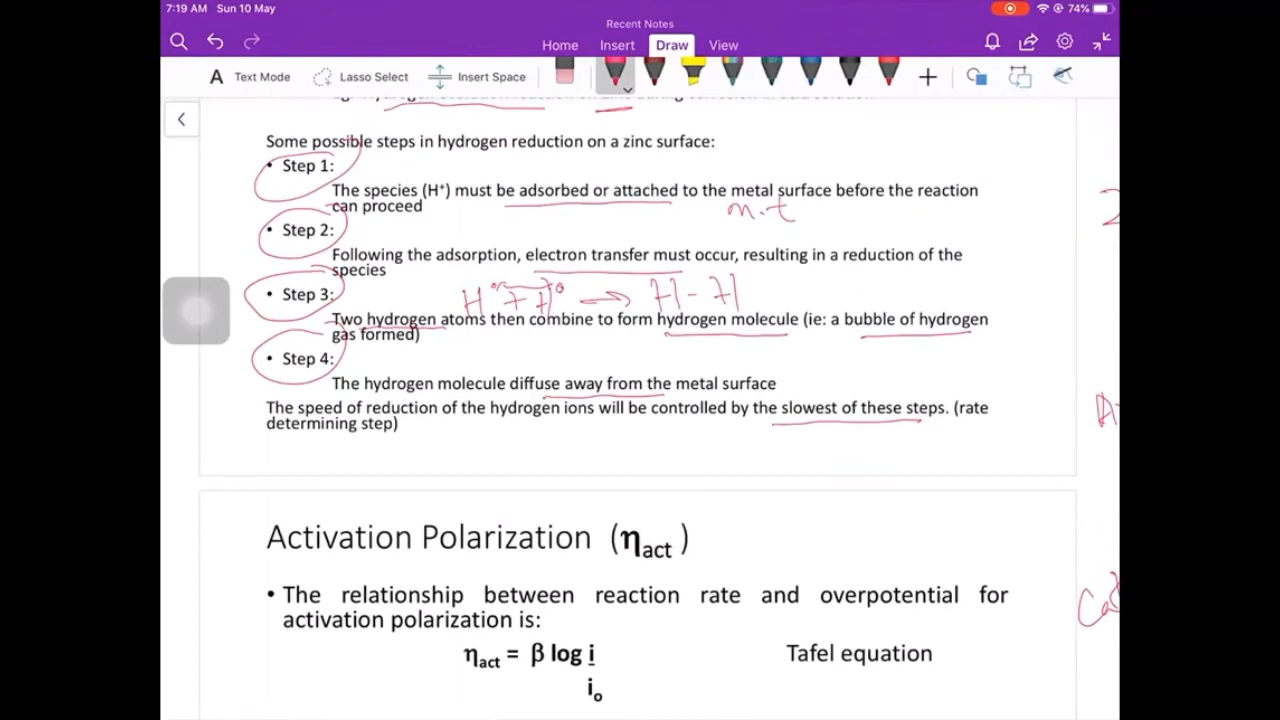 7:19 AM Sun 10 May
74%
Recent Notes
Home Insert Draw View
A Text Mode Lasso Select Insert Space
Some possible steps in hydrogen reduction on a zinc surface:
• Step 1:
The species (H⁺) must be adsorbed or attached to the metal surface before the reaction
can proceed
m.t
• Step 2:
Following the adsorption, electron transfer must occur, resulting in a reduction of the
species
• Step 3:
H° + H° → H - H
Two hydrogen atoms then combine to form hydrogen molecule (ie: a bubble of hydrogen
gas formed)
• Step 4:
The hydrogen molecule diffuse away from the metal surface
The speed of reduction of the hydrogen ions will be controlled by the slowest of these steps. (rate
determining step)
Activation Polarization (ηact )
• The relationship between reaction rate and overpotential for
activation polarization is:
ηact = β log i Tafel equation
io